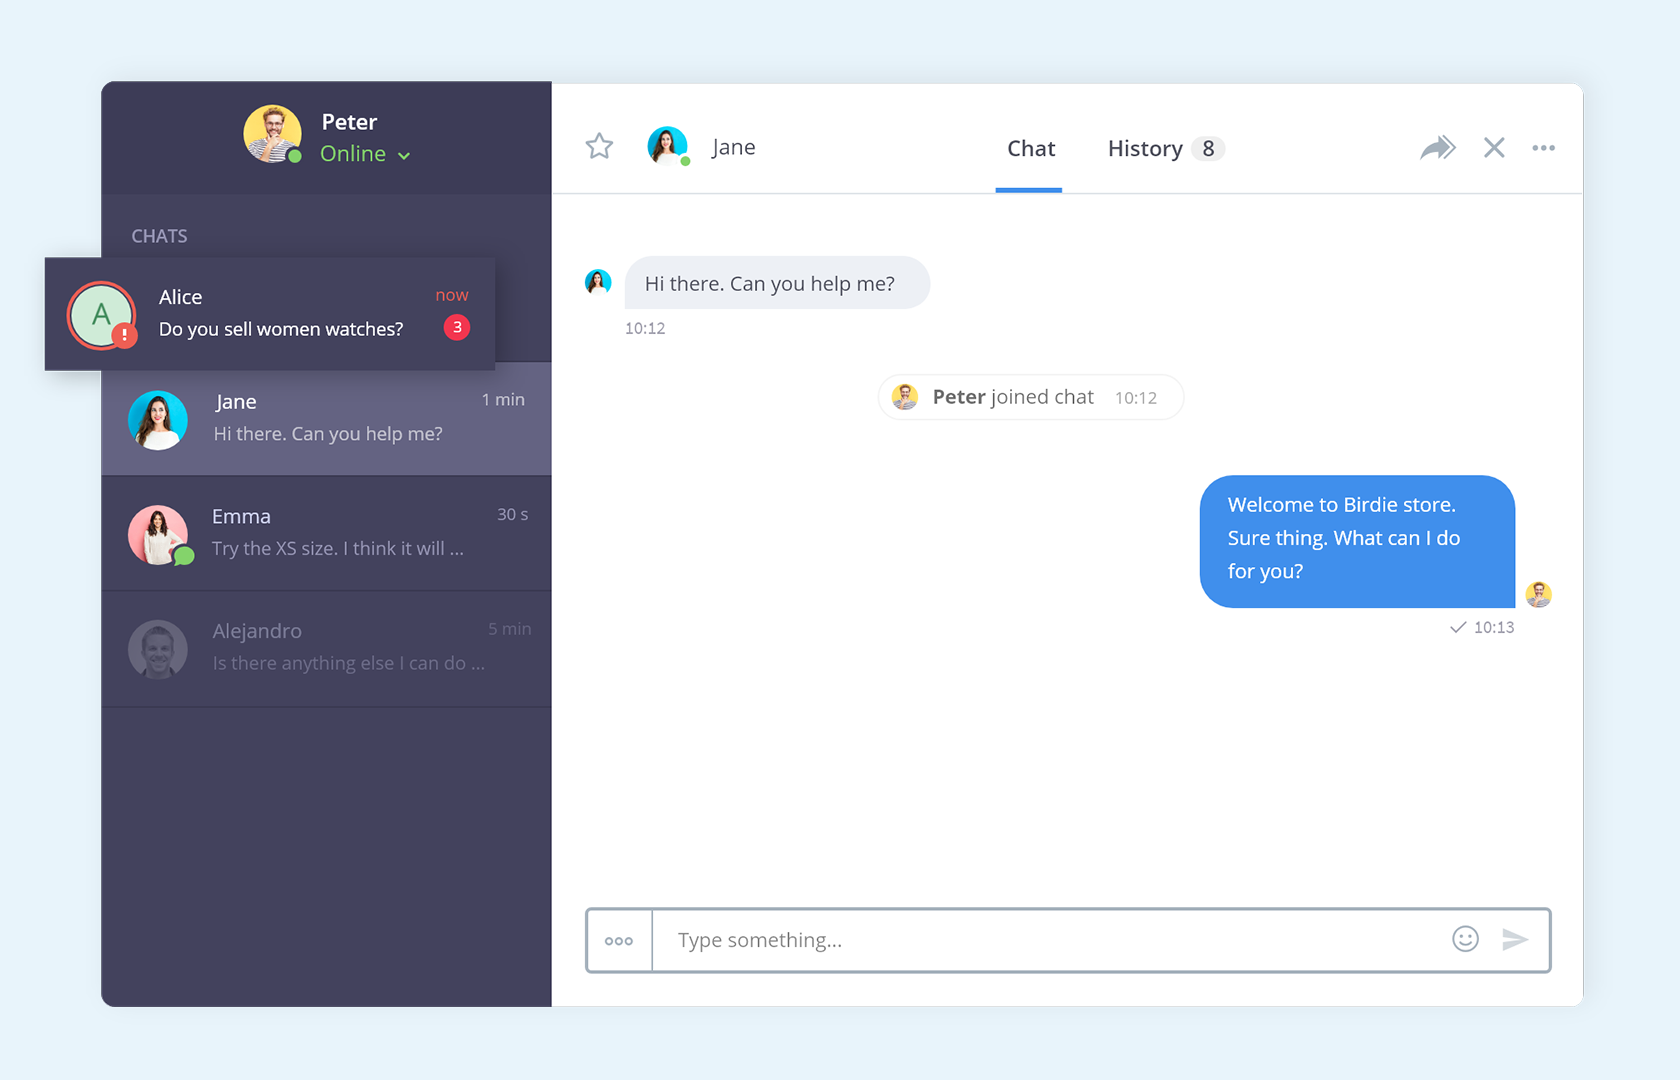 Peter
Online
CHATS
A
!
Alice
now
Do you sell women watches?
3
Jane
1 min
Hi there. Can you help me?
Emma
30 s
Try the XS size. I think it will ...
Alejandro
5 min
Is there anything else I can do ...
Jane
Chat
History 8
Hi there. Can you help me?
10:12
Peter joined chat 10:12
Welcome to Birdie store.
Sure thing. What can I do
for you?
10:13
Type something...